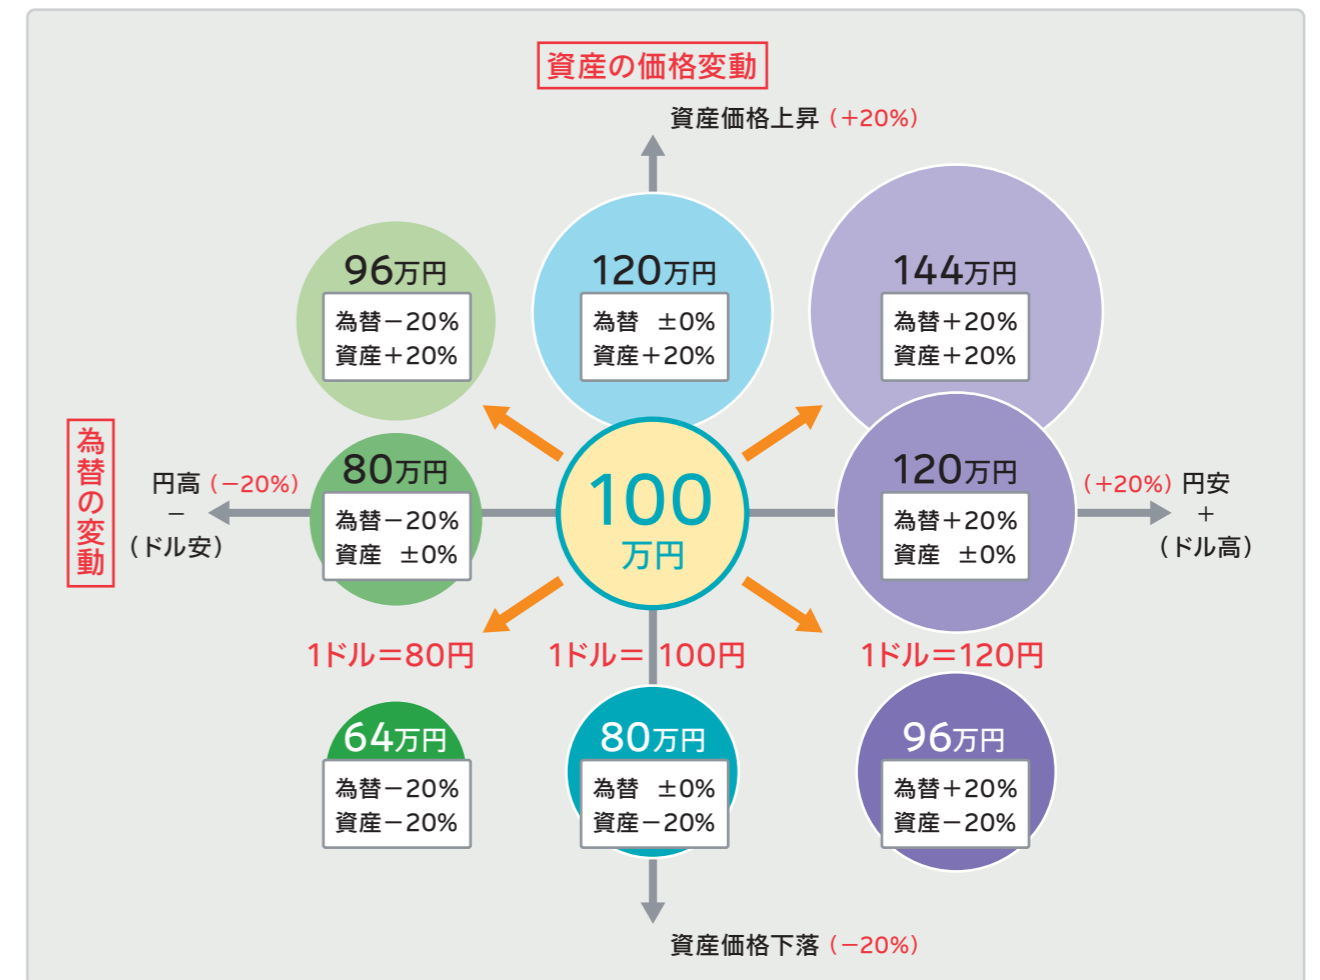 資産の価格変動
資産価格上昇（＋20%）
96万円
為替－20%
資産＋20%
120万円
為替 ±0%
資産＋20%
144万円
為替＋20%
資産＋20%
為替の変動
円高（－20%）
－
（ドル安）
80万円
為替－20%
資産 ±0%
100
万円
120万円
為替＋20%
資産 ±0%
（＋20%）円安
＋
（ドル高）
1ドル＝80円
1ドル＝100円
1ドル＝120円
64万円
為替－20%
資産－20%
80万円
為替 ±0%
資産－20%
96万円
為替＋20%
資産－20%
資産価格下落（－20%）